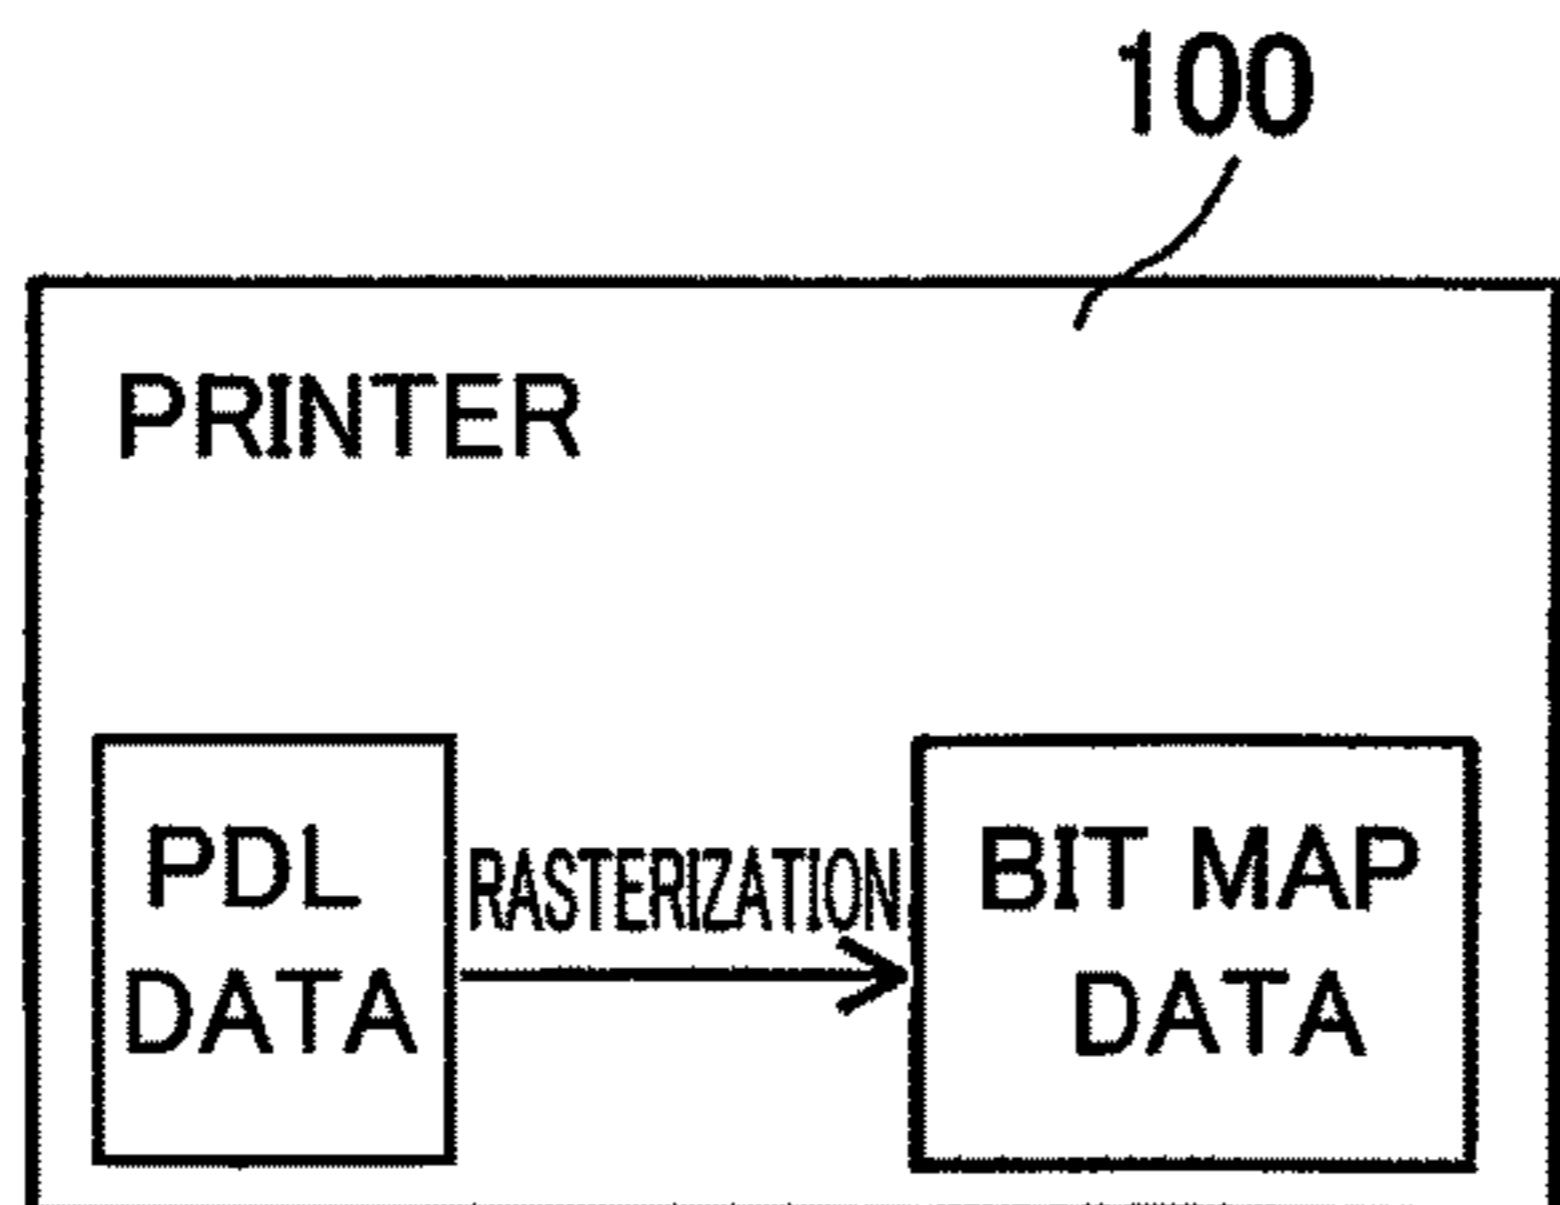 100
PRINTER
PDL
DATA
RASTERIZATION
BIT MAP
DATA